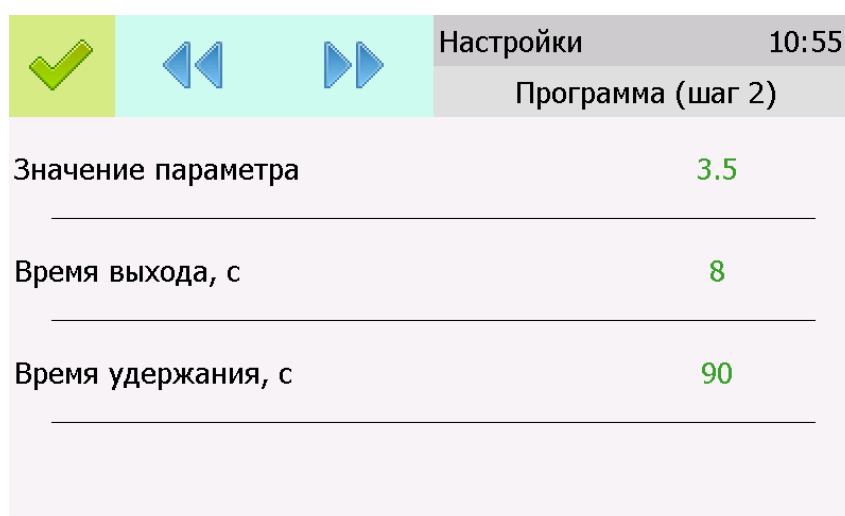 Настройки 10:55
Программа (шаг 2)
Значение параметра 3.5
Время выхода, с 8
Время удержания, с 90